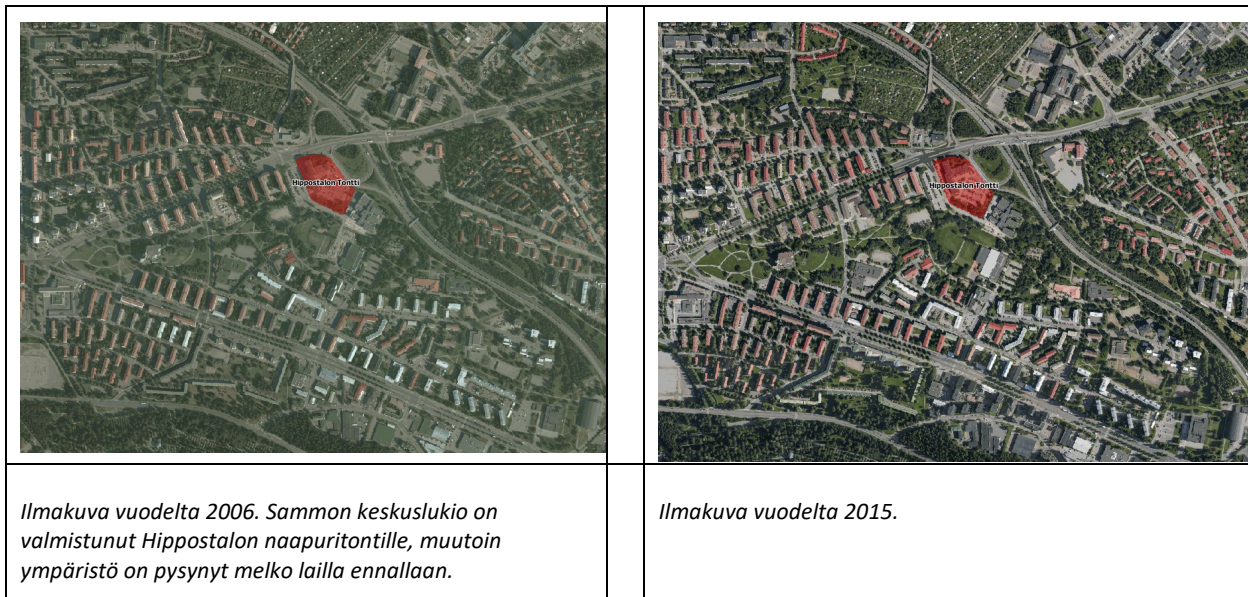 Hippostalon Tontti
Hippostalon Tontti
Ilmakuva vuodelta 2006. Sammon keskuslukio on
valmistunut Hippostalon naapuritontille, muutoin
ympäristö on pysynyt melko lailla ennallaan.
Ilmakuva vuodelta 2015.